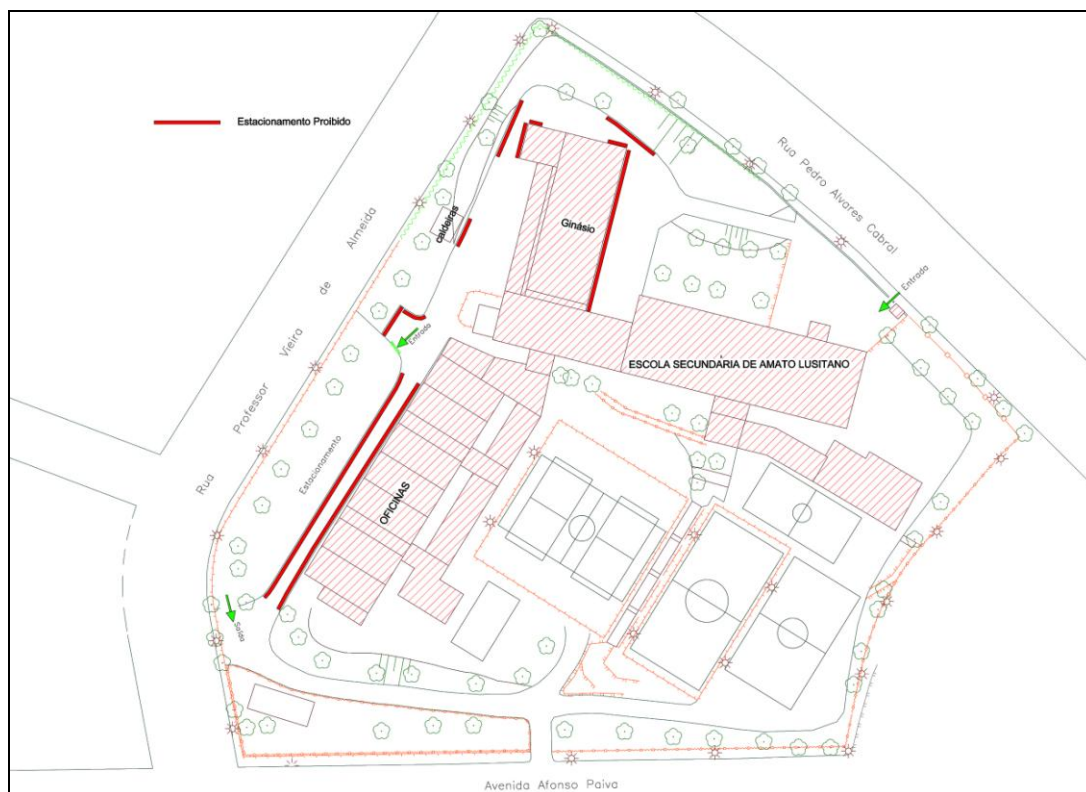 Estacionamento Proibido
Rua Pedro Alvares Cabral
Almeida
de
Vieira
Professor
Rua
caldeiras
Ginásio
Entrada
Entrada
ESCOLA SECUNDÁRIA DE AMATO LUSITANO
Estacionamento
OFICINAS
Saída
Avenida Afonso Paiva